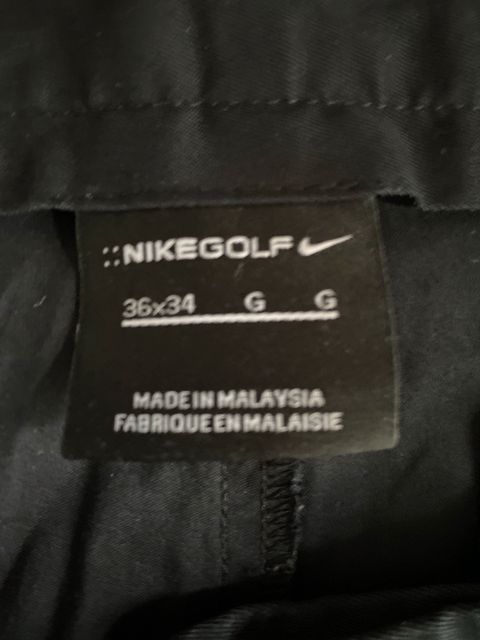 NIKEGOLF
36x34 G G
MADE IN MALAYSIA
FABRIQUE EN MALAISIE